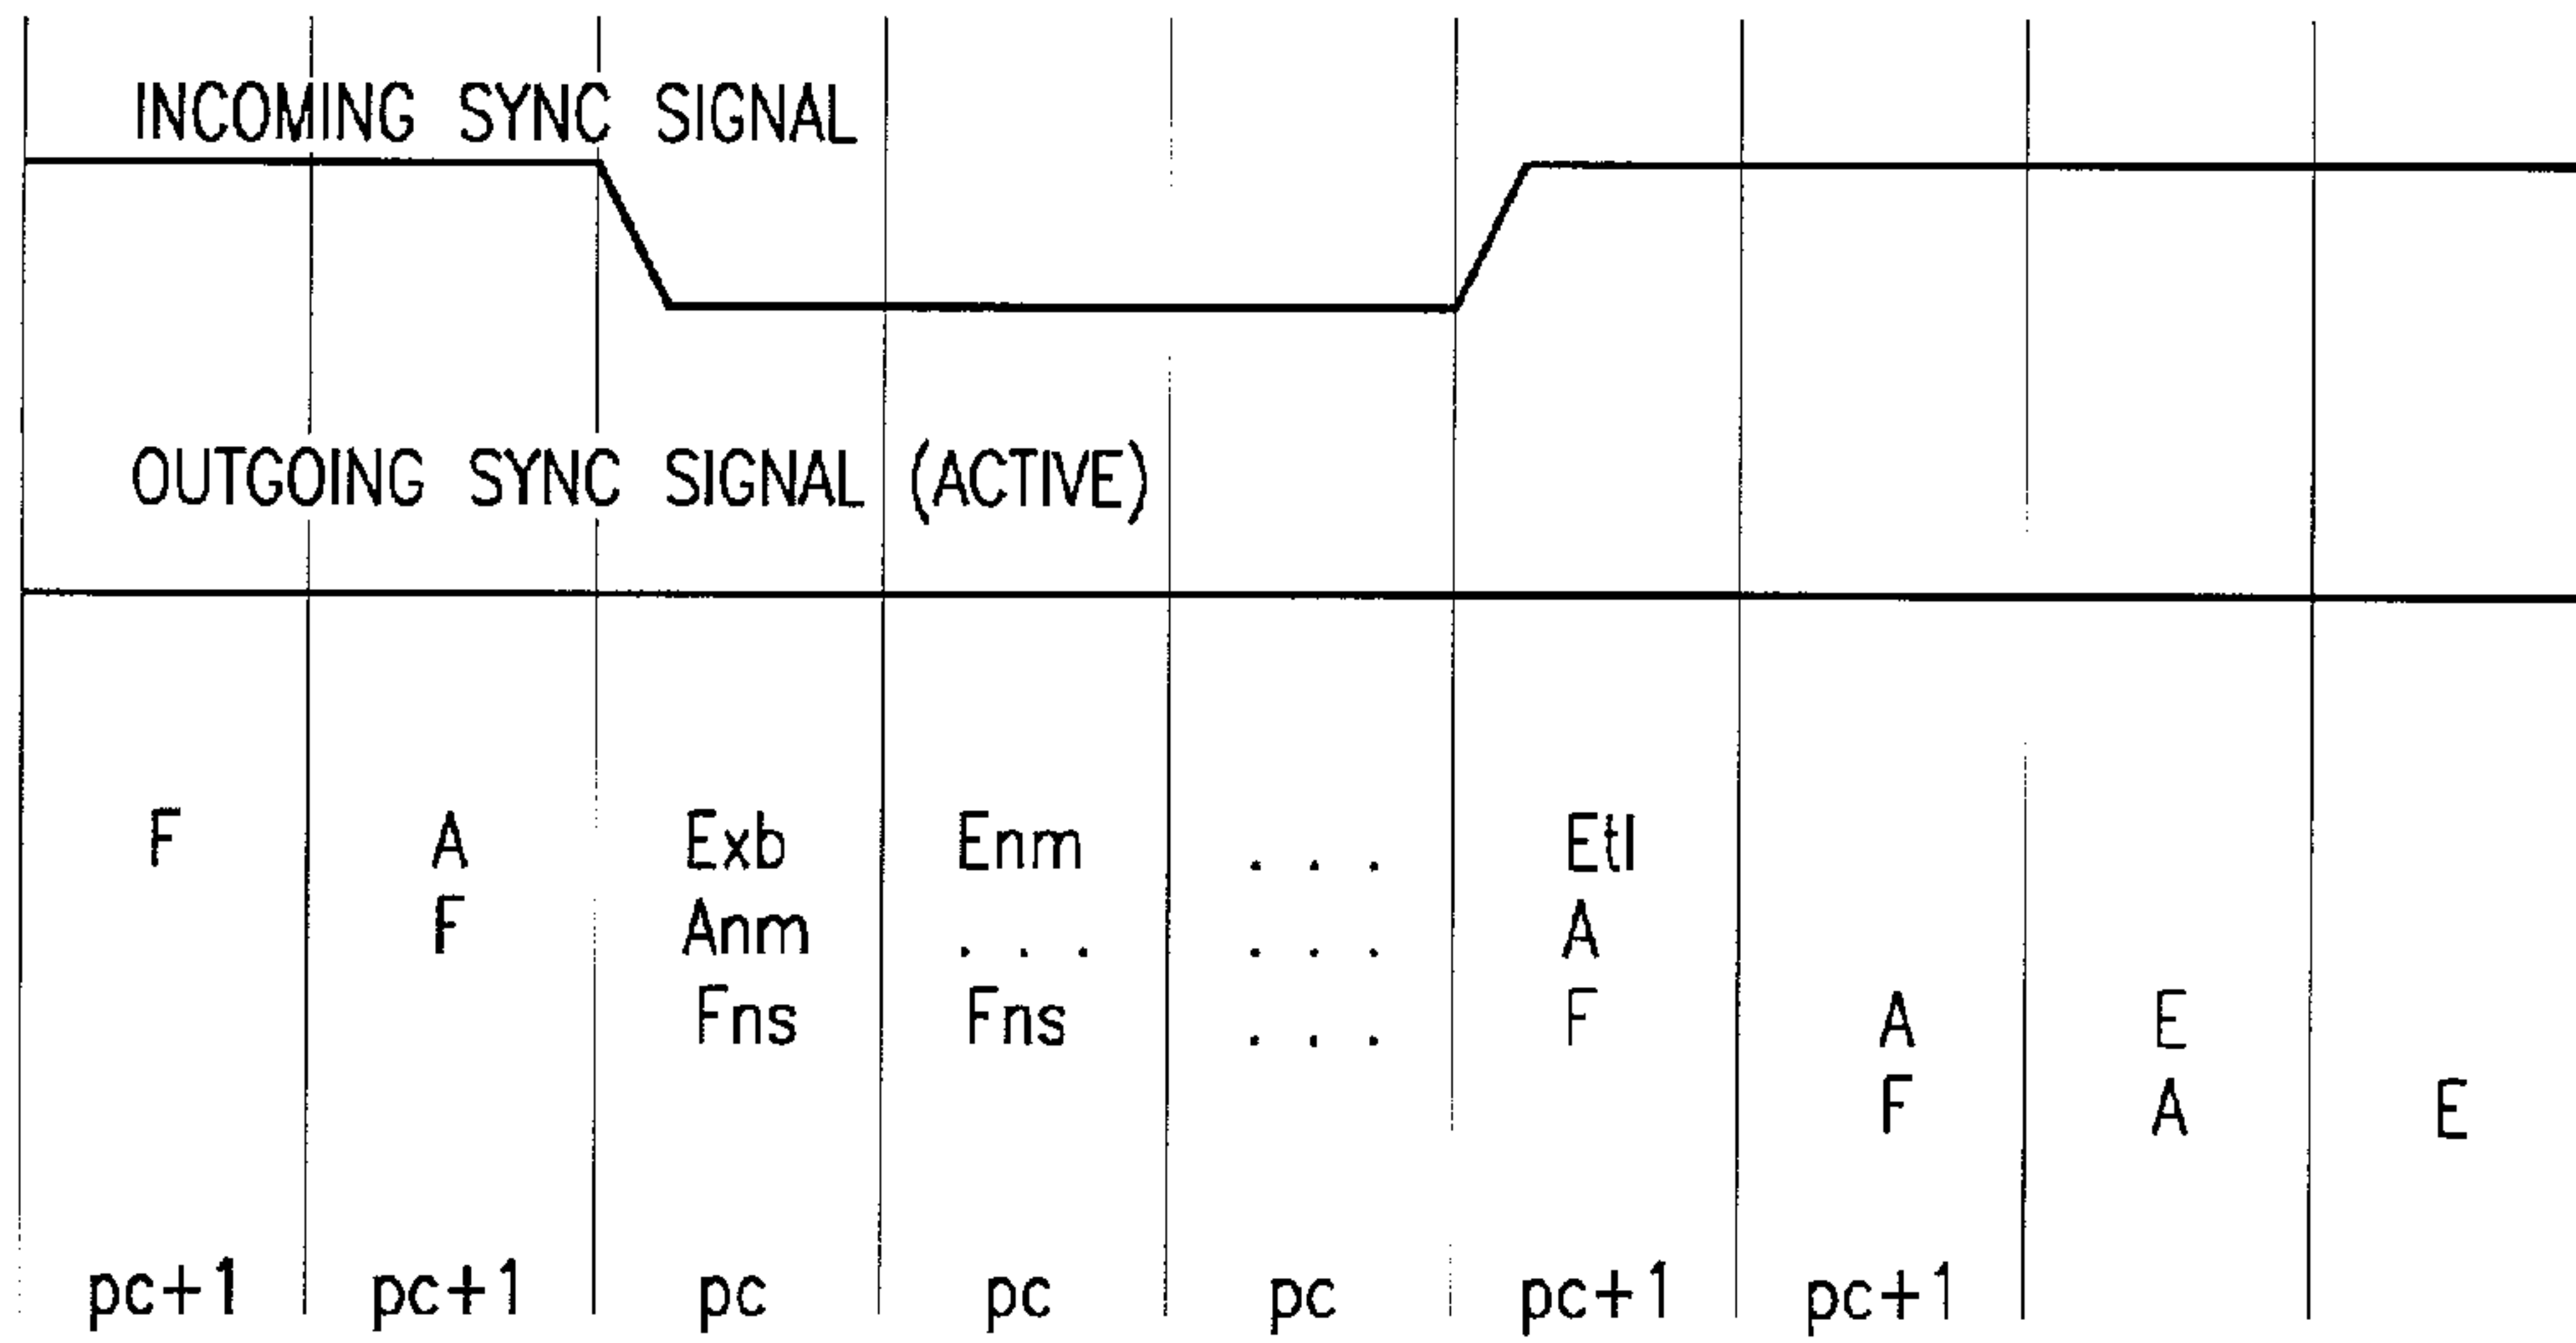 INCOMING SYNC SIGNAL
OUTGOING SYNC SIGNAL (ACTIVE)
F A Exb Enm . . . Etl
F Anm . . . . . . A
Fns Fns . . . F A E
F A E
pc+1 pc+1 pc pc pc pc+1 pc+1